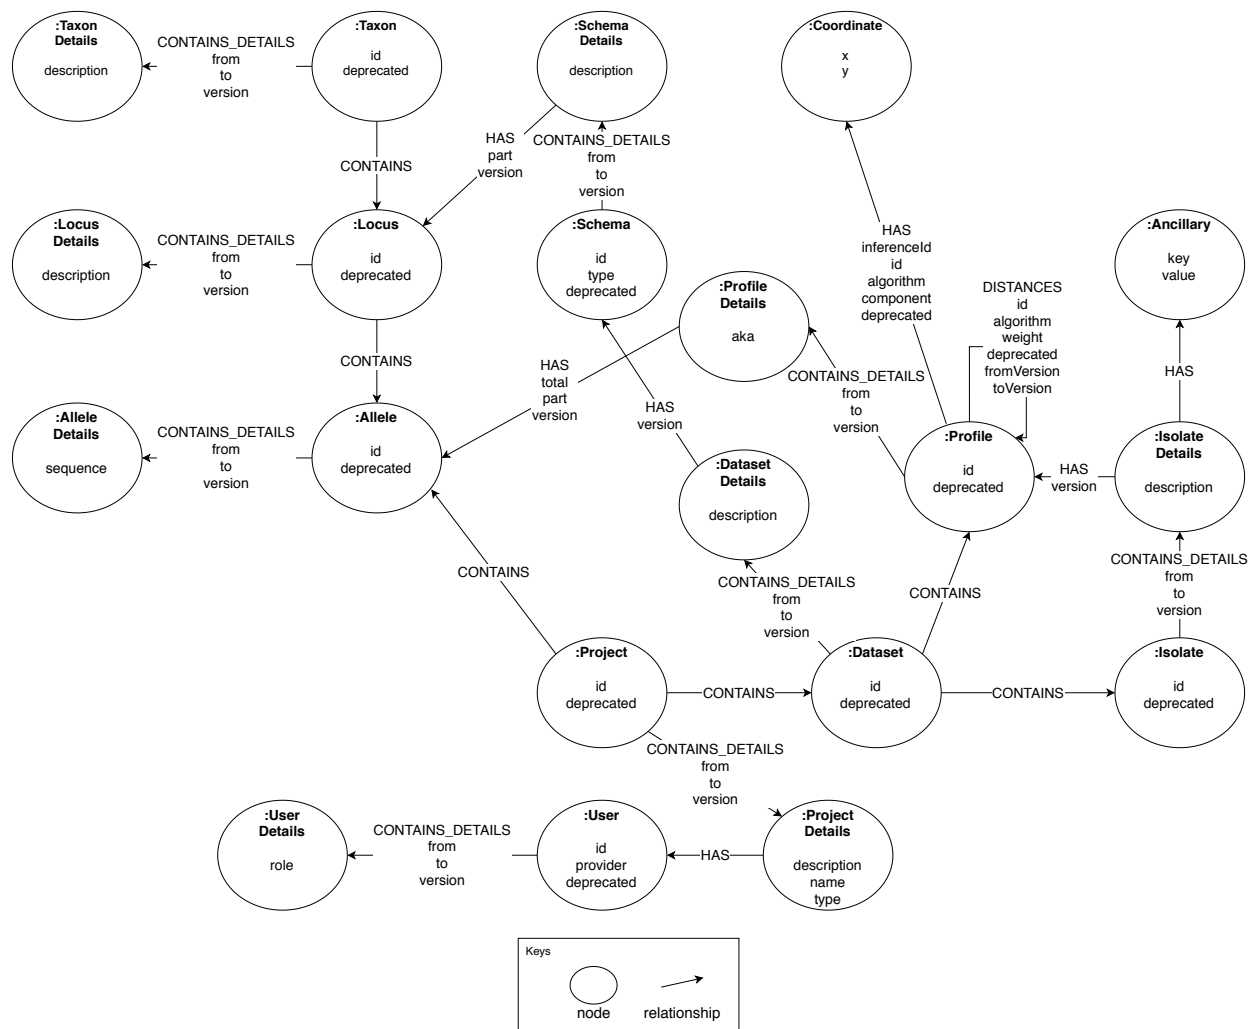 :Taxon
Details
description
CONTAINS_DETAILS
from
to
version
:Taxon
id
deprecated
:Schema
Details
description
:Coordinate
x
y
CONTAINS
HAS
part
version
CONTAINS_DETAILS
from
to
version
:Locus
Details
description
CONTAINS_DETAILS
from
to
version
:Locus
id
deprecated
:Schema
id
type
deprecated
HAS
inferenceId
id
algorithm
component
deprecated
:Ancillary
key
value
:Profile
Details
aka
DISTANCES
id
algorithm
weight
deprecated
fromVersion
toVersion
CONTAINS
HAS
total
part
version
CONTAINS_DETAILS
from
to
version
HAS
HAS
version
:Allele
Details
sequence
CONTAINS_DETAILS
from
to
version
:Allele
id
deprecated
:Dataset
Details
description
:Profile
id
deprecated
HAS
version
:Isolate
Details
description
CONTAINS
CONTAINS_DETAILS
from
to
version
CONTAINS
CONTAINS_DETAILS
from
to
version
:Project
id
deprecated
CONTAINS
:Dataset
id
deprecated
CONTAINS
:Isolate
id
deprecated
CONTAINS_DETAILS
from
to
version
:User
Details
role
CONTAINS_DETAILS
from
to
version
:User
id
provider
deprecated
HAS
:Project
Details
description
name
type
Keys
node
relationship